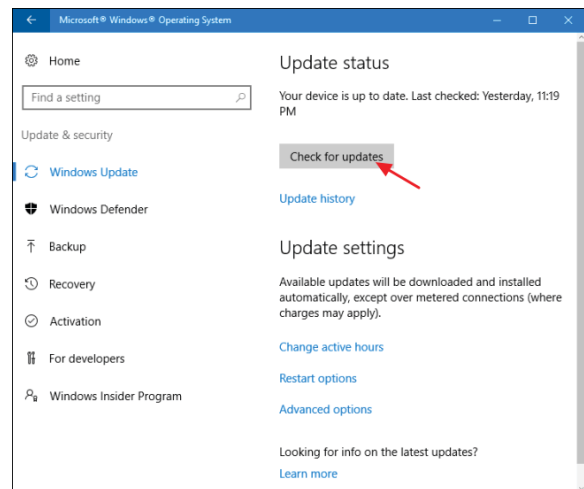 Microsoft® Windows® Operating System
Home
Find a setting
Update & security
Windows Update
Windows Defender
Backup
Recovery
Activation
For developers
Windows Insider Program
Update status
Your device is up to date. Last checked: Yesterday, 11:19
PM
Check for updates
Update history
Update settings
Available updates will be downloaded and installed
automatically, except over metered connections (where
charges may apply).
Change active hours
Restart options
Advanced options
Looking for info on the latest updates?
Learn more